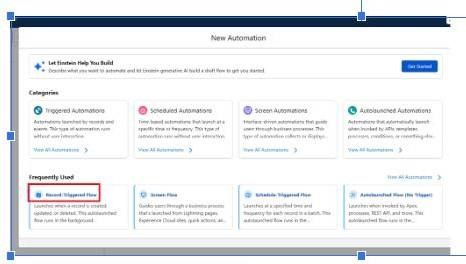 New Automation
Let Einstein Help You Build
Describe what you want to automate and let Einstein generative AI build a draft flow to get you started.
Get Started
Categories
Triggered Automations
Automations launched by records and
events. This type of automation runs
without user interaction.
View All Automations
Scheduled Automations
Time-based automations that launch at a
specific time or frequency. This type of
automation runs without user interaction.
View All Automations
Screen Automations
Interface-driven automations that guide
users through business processes. This
type of automation collects or displays...
View All Automations
Autolaunched Automations
Automations that automatically launch
when invoked by APIs, templates,
processes, conditions, or something else...
View All Automations
Frequently Used
View All Automations
Record-Triggered Flow
Launches when a record is created,
updated, or deleted. This autolaunched
flow runs in the background.
Screen Flow
Guides users through a business process
that's launched from Lightning pages,
Experience Cloud sites, quick actions, an...
Schedule-Triggered Flow
Launches at a specified time and
frequency for each record in a batch. This
autolaunched flow runs in the...
Autolaunched Flow (No Trigger)
Launches when invoked by Apex,
processes, REST API, and more. This
autolaunched flow runs in the...